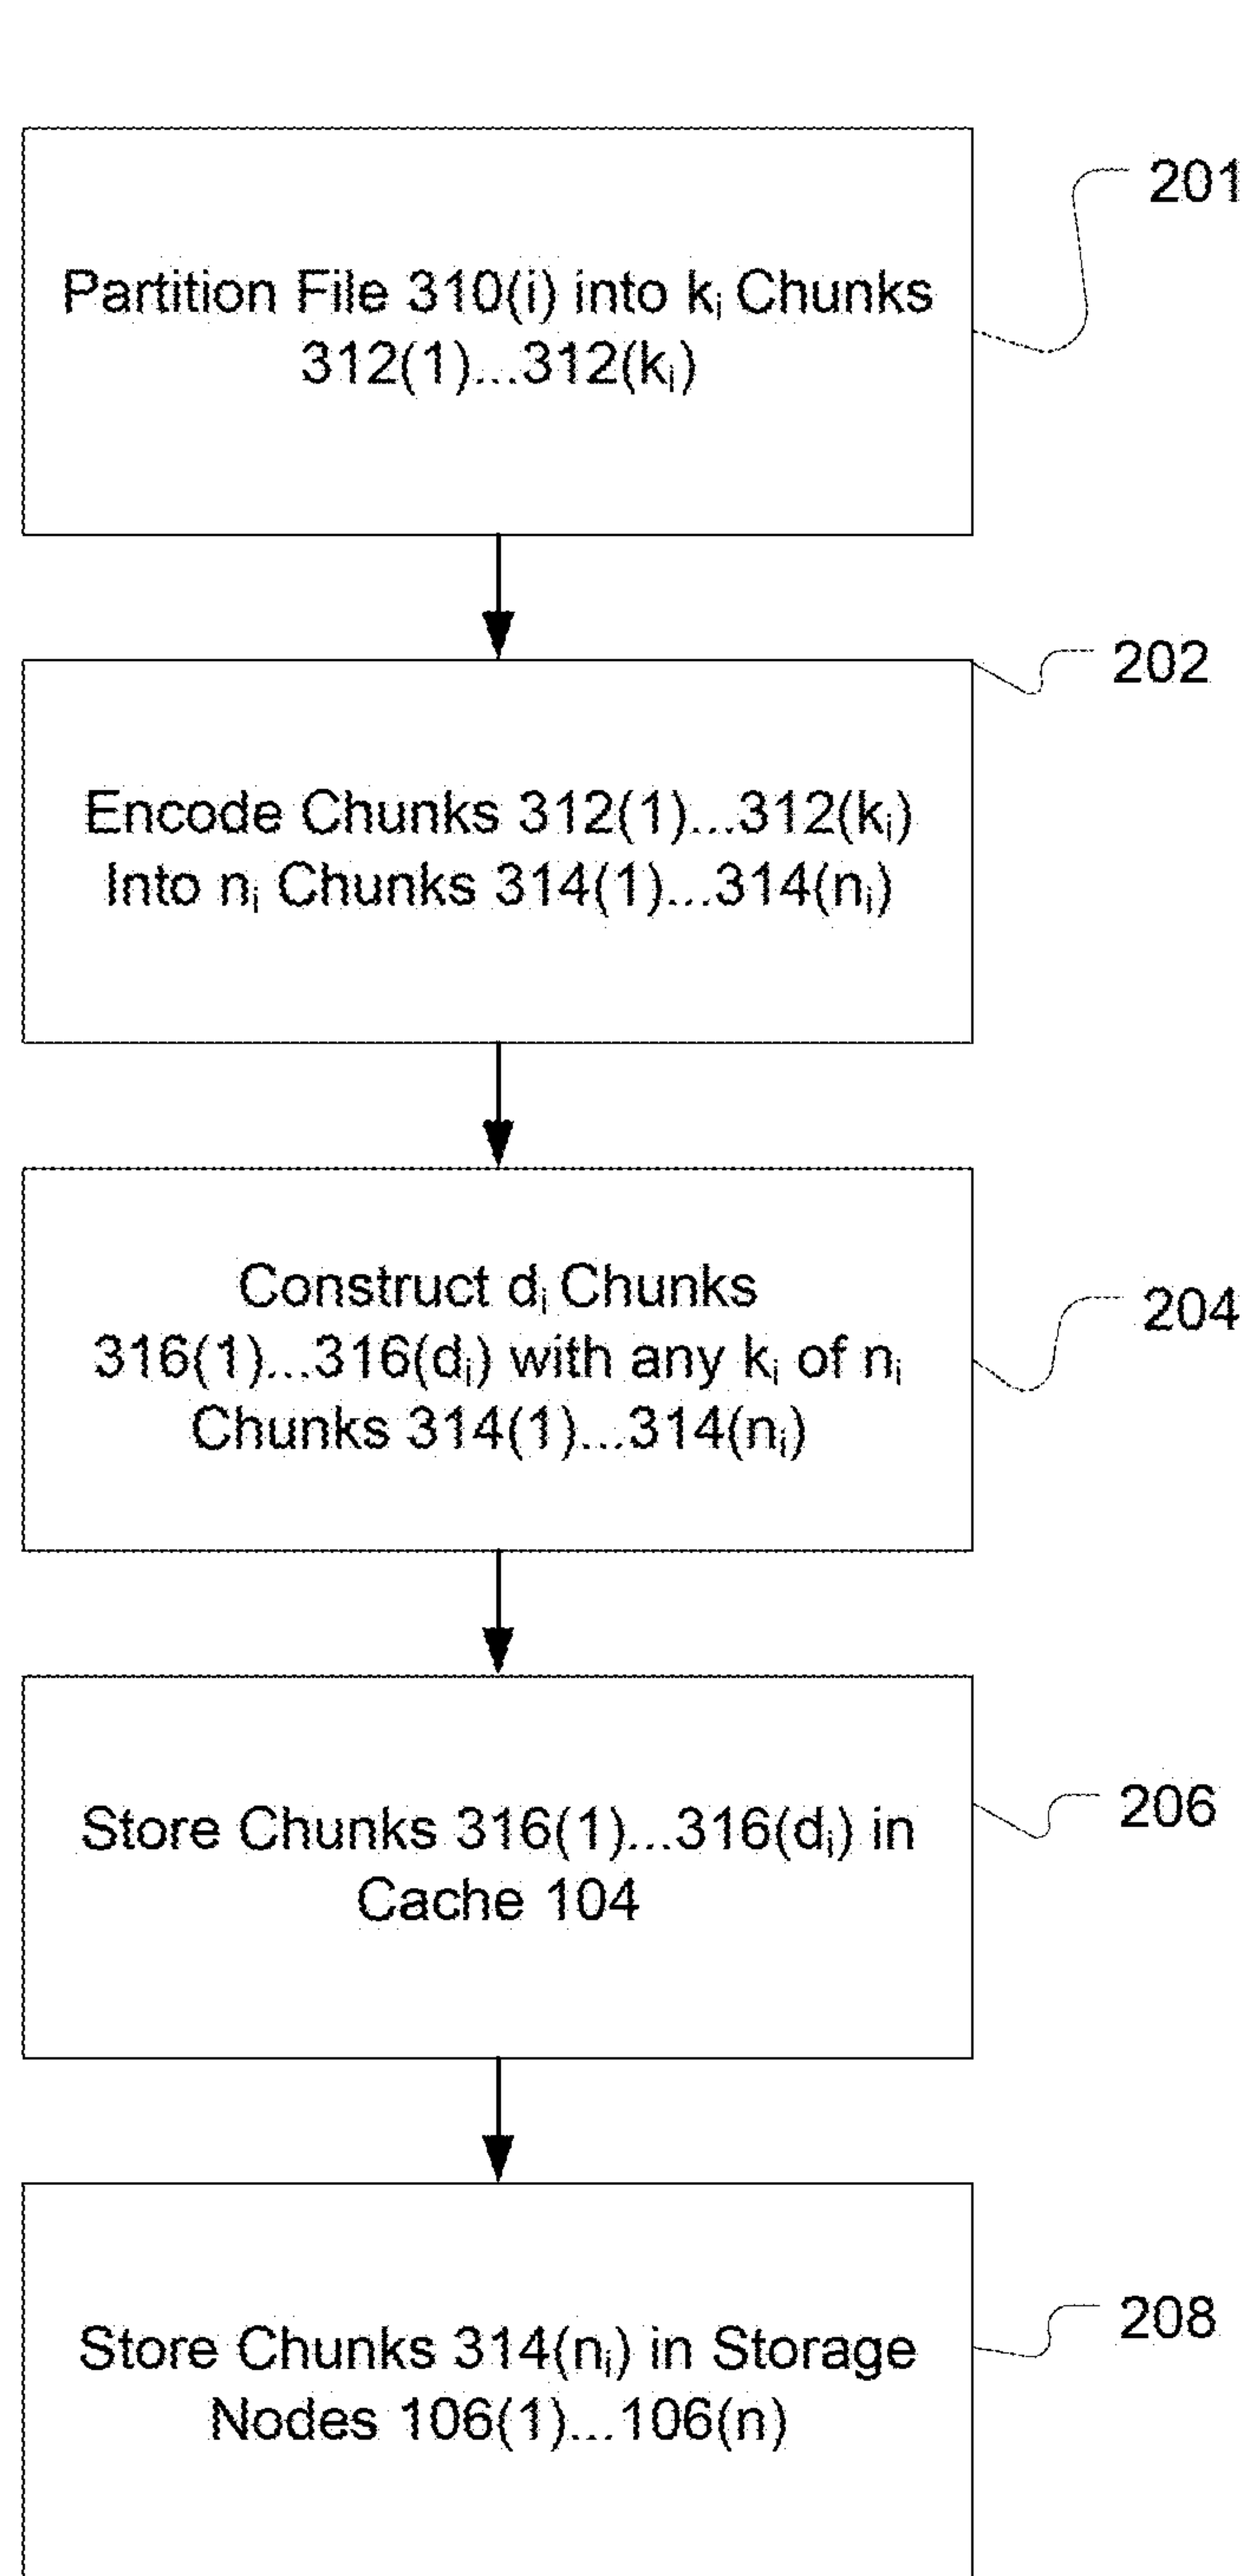 Partition File 310(i) into kᵢ Chunks
312(1)...312(kᵢ)
201
Encode Chunks 312(1)...312(kᵢ)
Into nᵢ Chunks 314(1)...314(nᵢ)
202
Construct dᵢ Chunks
316(1)...316(dᵢ) with any kᵢ of nᵢ
Chunks 314(1)...314(nᵢ)
204
Store Chunks 316(1)...316(dᵢ) in
Cache 104
206
Store Chunks 314(nᵢ) in Storage
Nodes 106(1)...106(n)
208